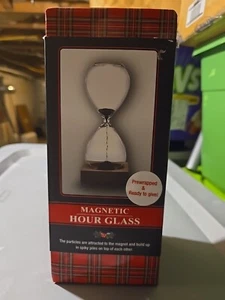 Prewrapped &
Ready to give!
MAGNETIC
HOUR GLASS
The particles are attracted to the magnet and build up
in spiky piles on top of each other!